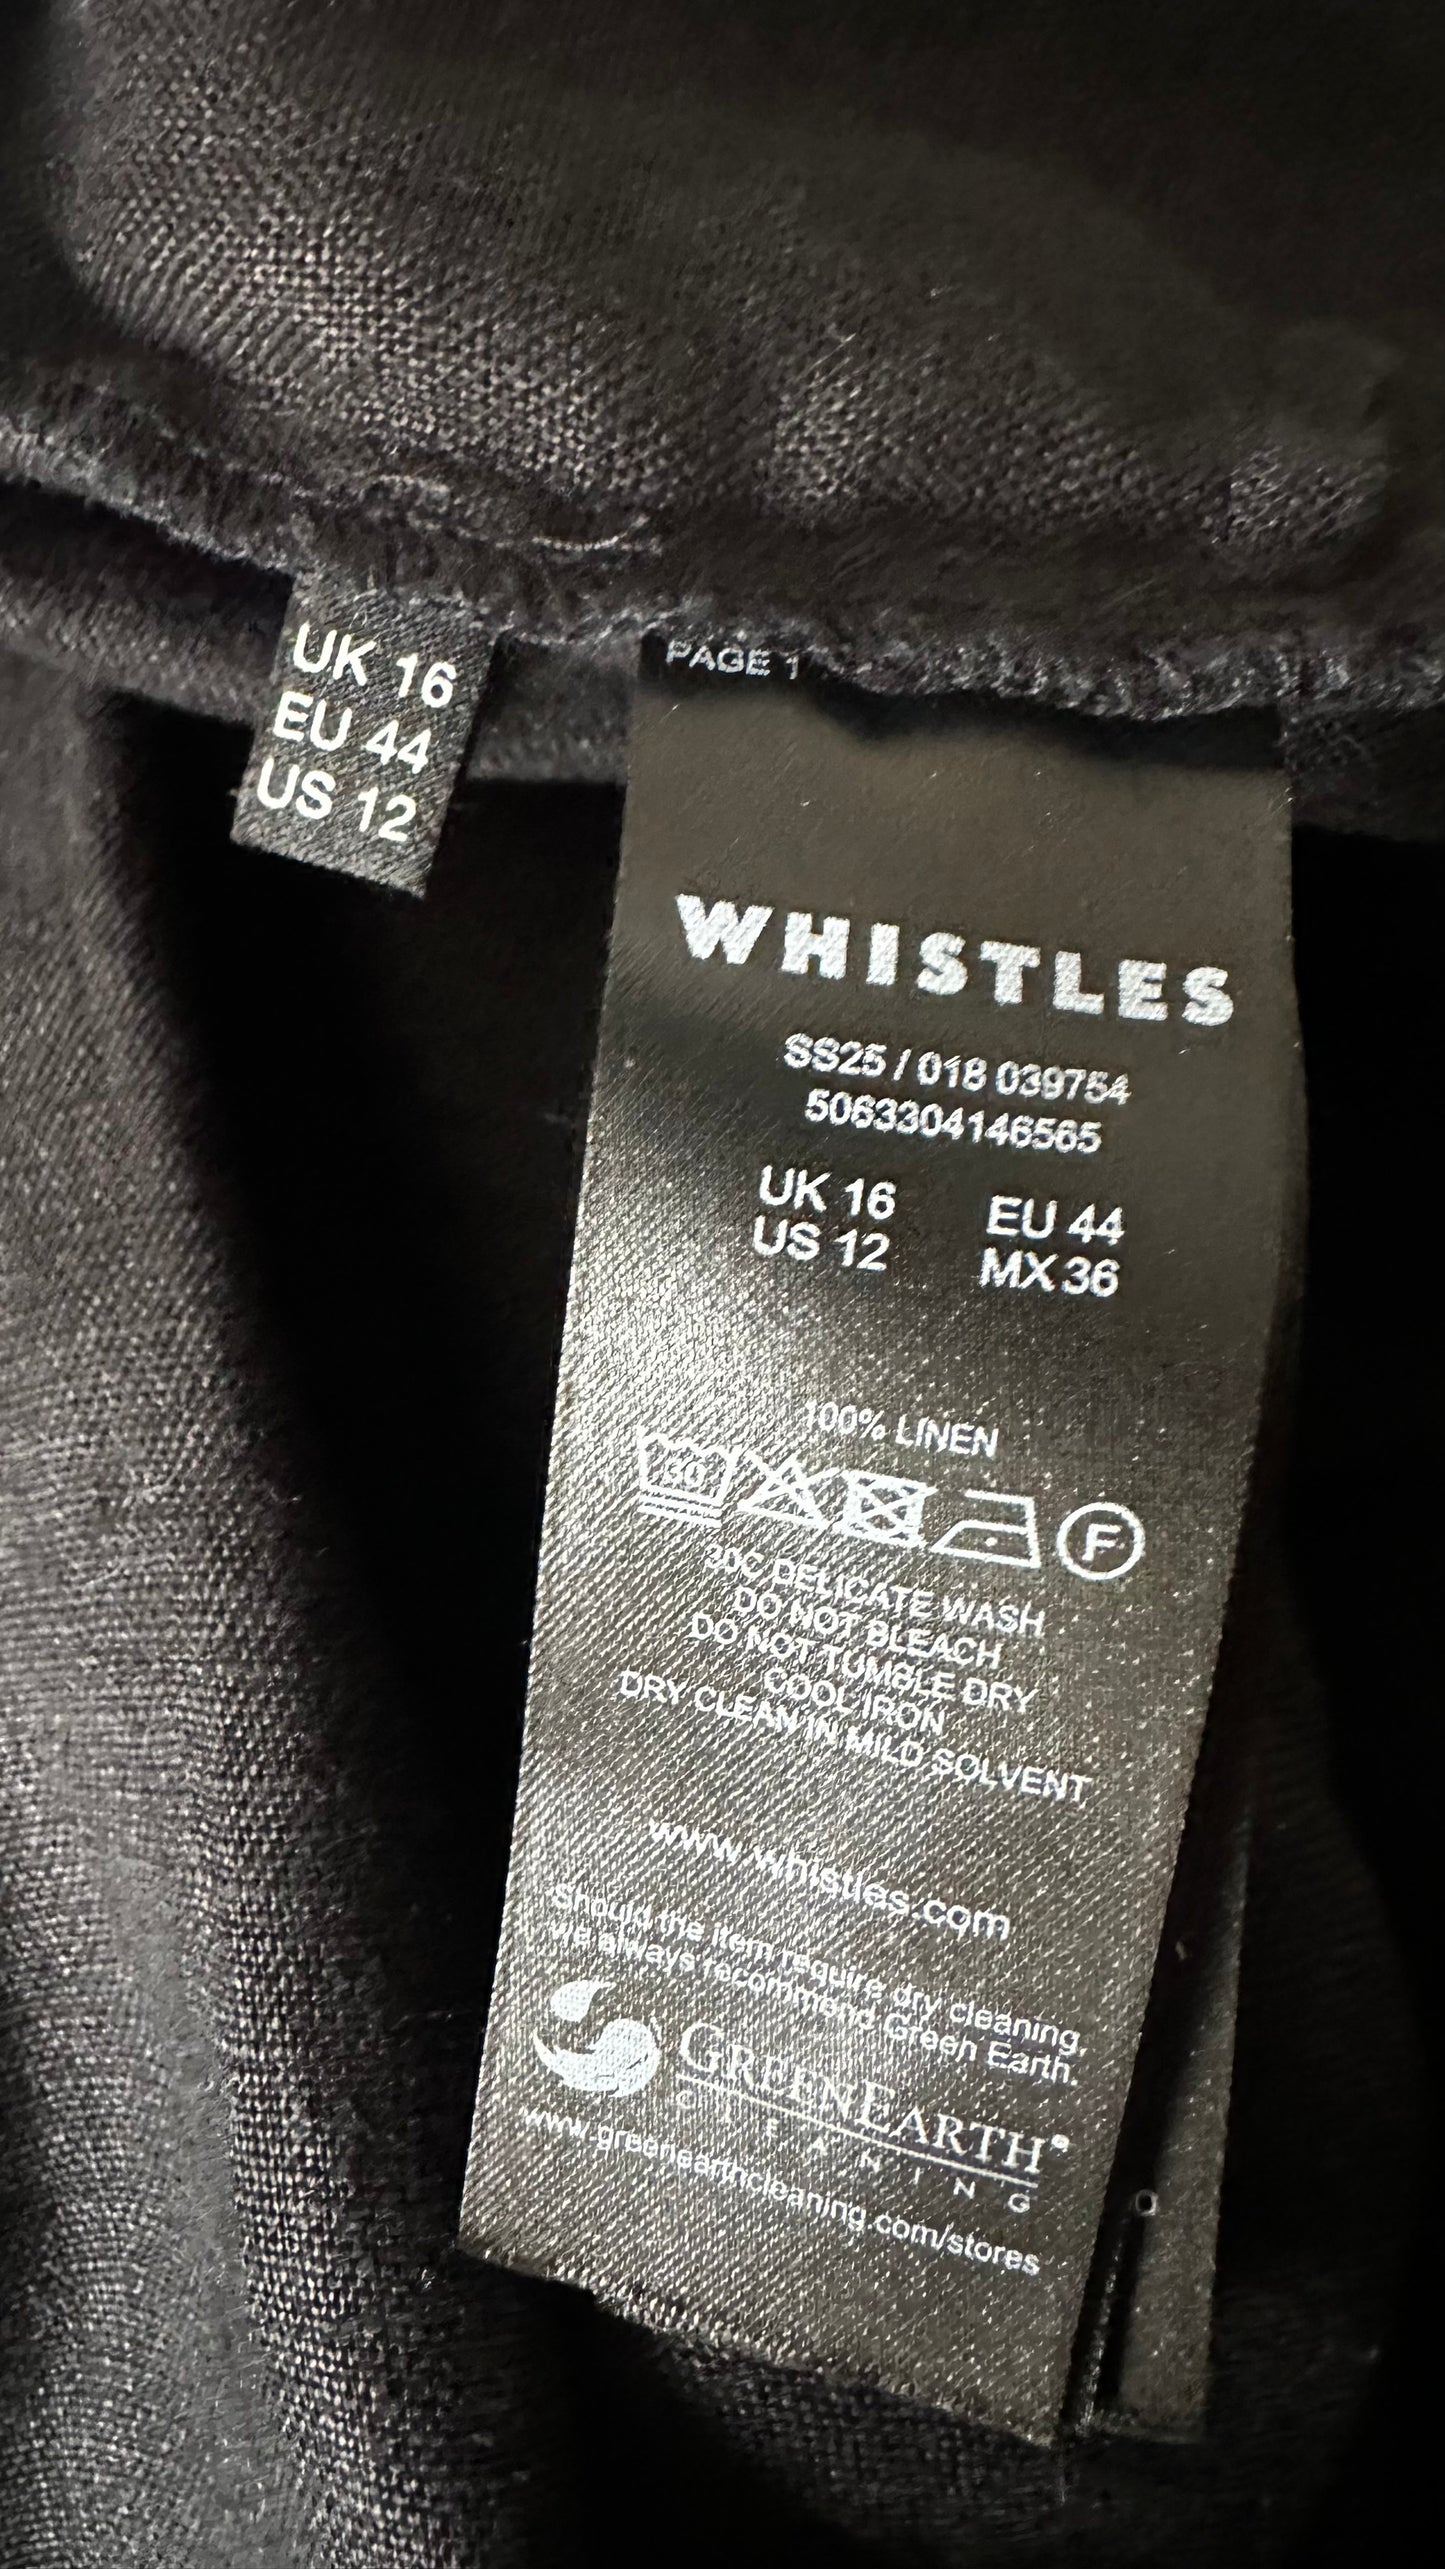 UK 16
EU 44
US 12
PAGE 1
WHISTLES
SS25 / 018 039754
5063304146565
UK 16 EU 44
US 12 MX 36
100% LINEN
30 F
30C DELICATE WASH
DO NOT BLEACH
DO NOT TUMBLE DRY
COOL IRON
DRY CLEAN IN MILD SOLVENT
www.whistles.com
Should the item require dry cleaning,
we always recommend Green Earth.
GREENEARTH®
CLEANING
www.greenearthcleaning.com/stores